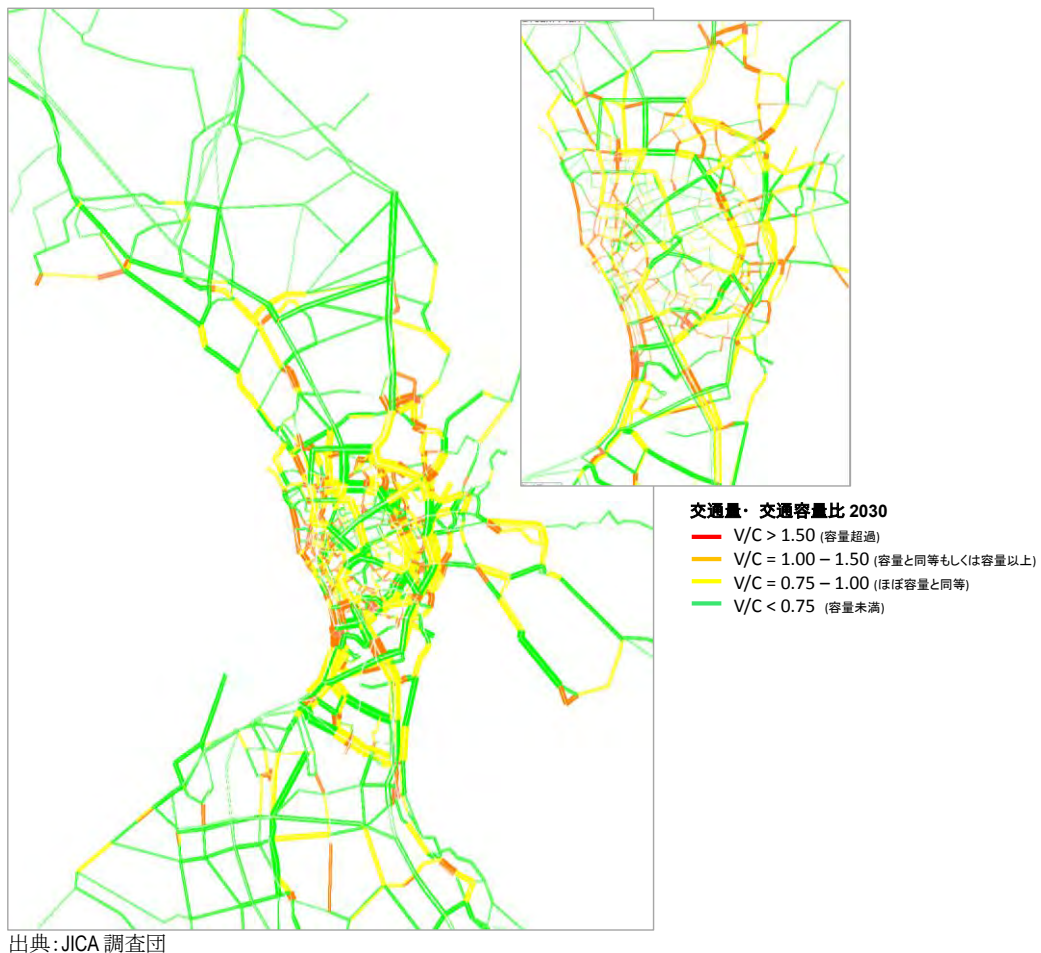 交通量・交通容量比 2030
V/C > 1.50 (容量超過)
V/C = 1.00 – 1.50 (容量と同等もしくは容量以上)
V/C = 0.75 – 1.00 (ほぼ容量と同等)
V/C < 0.75 (容量未満)
出典:JICA 調査団